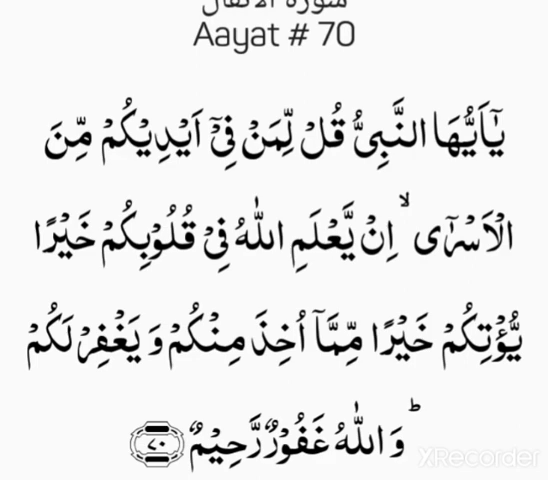 سورة الانفال
Aayat # 70
يٰۤاَيُّهَا النَّبِىُّ قُلْ لِّمَنْ فِىْۤ اَيْدِيْكُمْ مِّنَ
الْاَسْرٰٓى ۙ اِنْ يَّعْلَمِ اللّٰهُ فِىْ قُلُوْبِكُمْ خَيْرًا
يُّؤْتِكُمْ خَيْرًا مِّمَّاۤ اُخِذَ مِنْكُمْ وَ يَغْفِرْ لَكُمْ
ؕ وَ اللّٰهُ غَفُوْرٌ رَّحِيْمٌ ﴿۷۰﴾
XRecorder